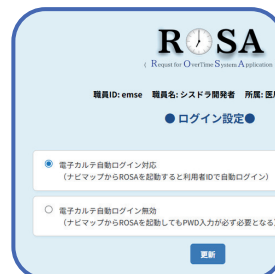 ROSA
( Request for OverTime System Application
職員ID: emse 職員名: シスドラ開発者 所属: 医
●ログイン設定●
電子カルテ自動ログイン対応
（ナビマップからROSAを起動すると利用者IDで自動ログイン）
電子カルテ自動ログイン無効
（ナビマップからROSAを起動してもPWD入力が必ず必要となる
更新